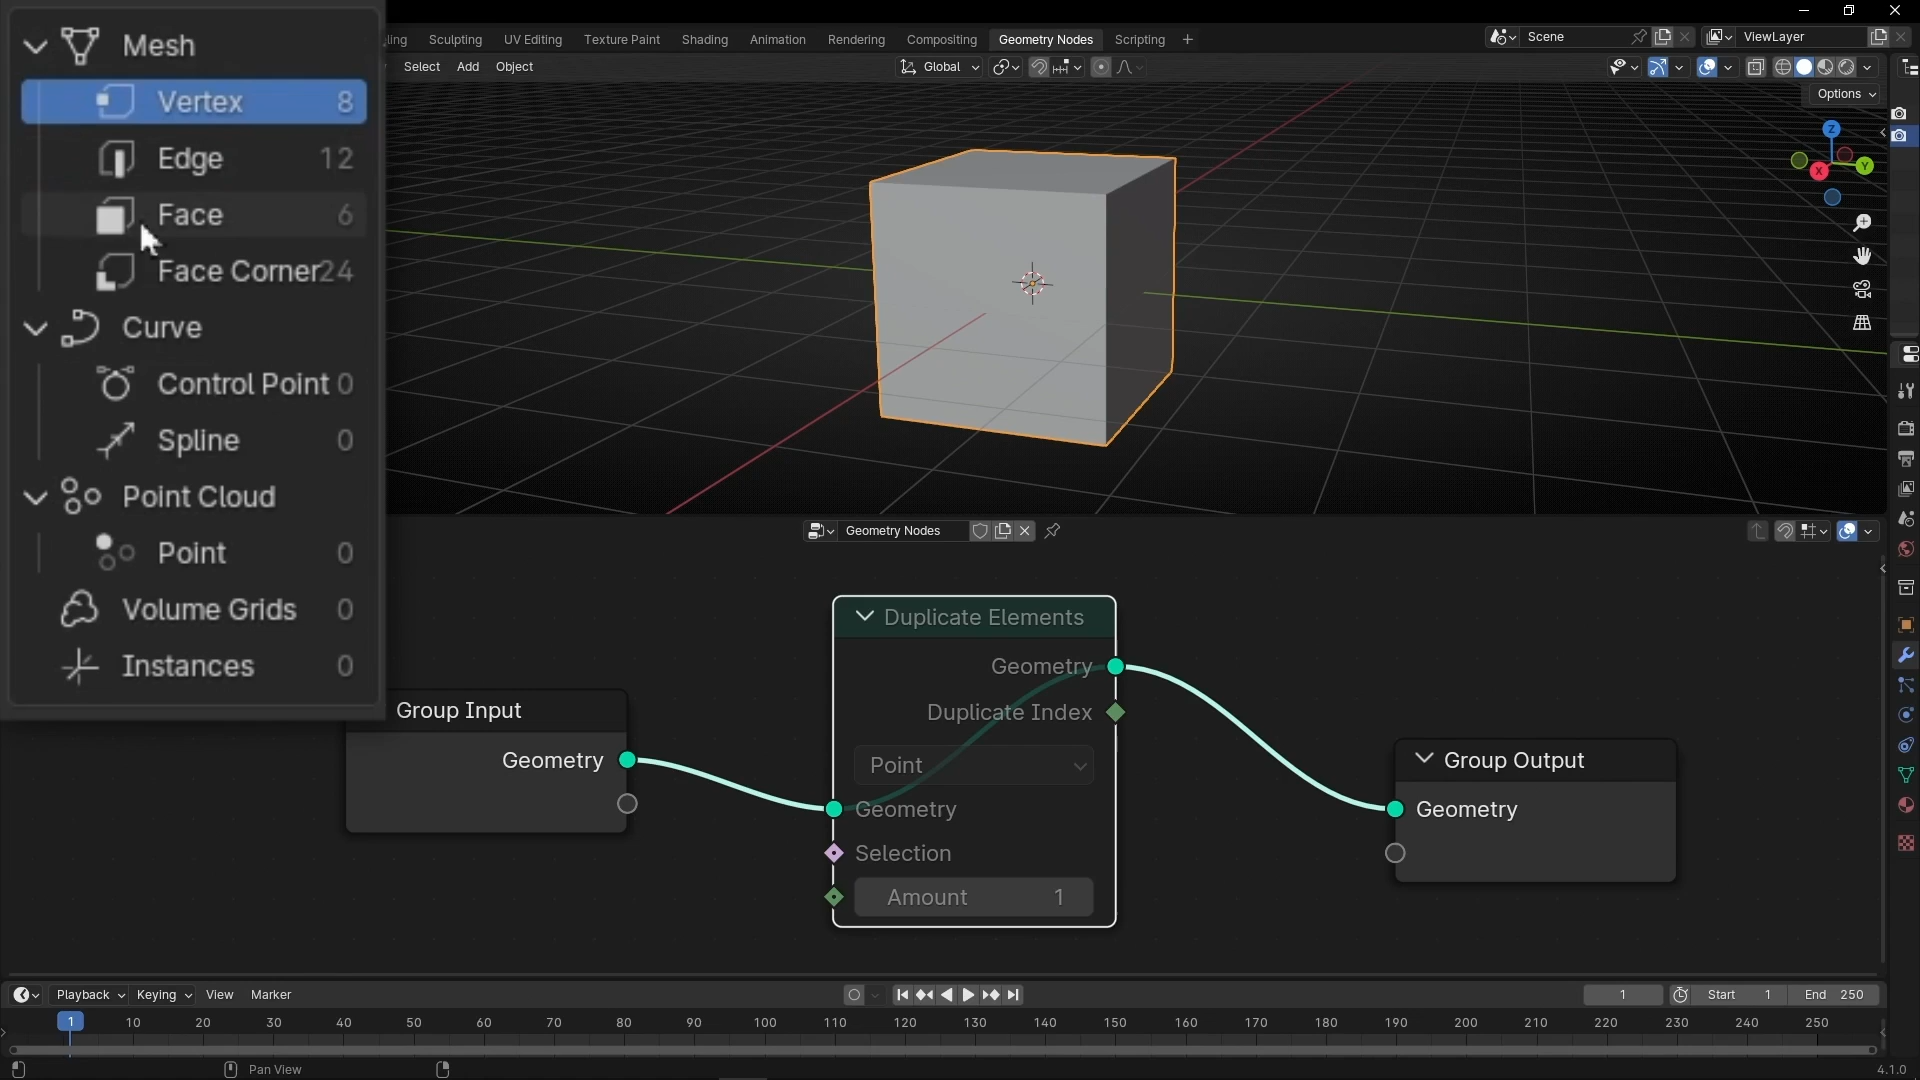 Mesh
Vertex 8
Edge 12
Face 6
Face Corner 24
Curve
Control Point 0
Spline 0
Point Cloud
Point 0
Volume Grids 0
Instances 0
ling Sculpting UV Editing Texture Paint Shading Animation Rendering Compositing Geometry Nodes Scripting +
Scene
ViewLayer
Select Add Object
Global
Options
Z
Y
X
Geometry Nodes
Group Input
Geometry
Duplicate Elements
Geometry
Duplicate Index
Point
Geometry
Selection
Amount 1
Group Output
Geometry
Playback Keying View Marker
1 Start 1 End 250
1 10 20 30 40 50 60 70 80 90 100 110 120 130 140 150 160 170 180 190 200 210 220 230 240 250
Pan View
4.1.0